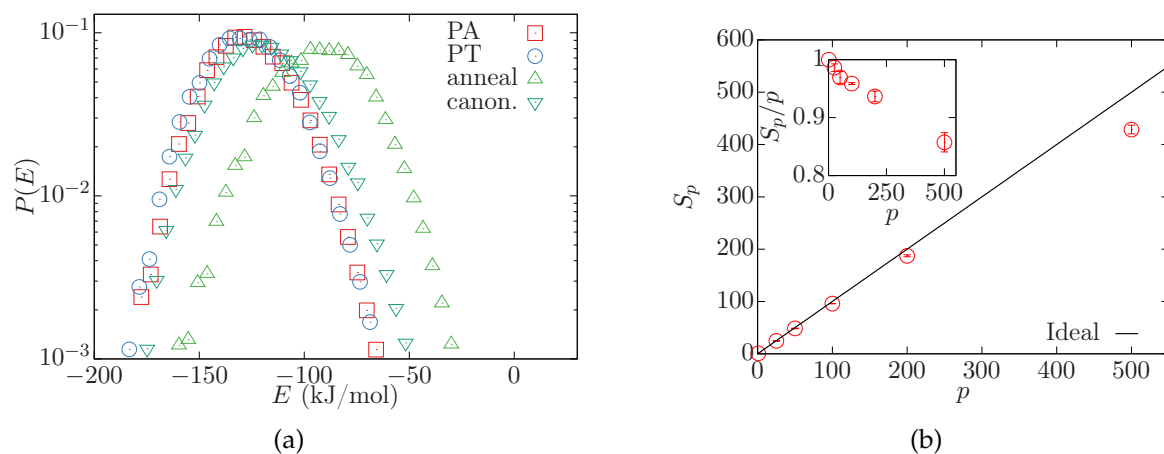 10^{-1}
10^{-2}
10^{-3}
P(E)
PA
PT
anneal
canon.
−200 −150 −100 −50 0
E (kJ/mol)
(a)
600
500
400
300
200
100
0
S_p
1
0.9
0.8
S_p/p
0 250 500
p
Ideal
100 200 300 400 500
p
(b)